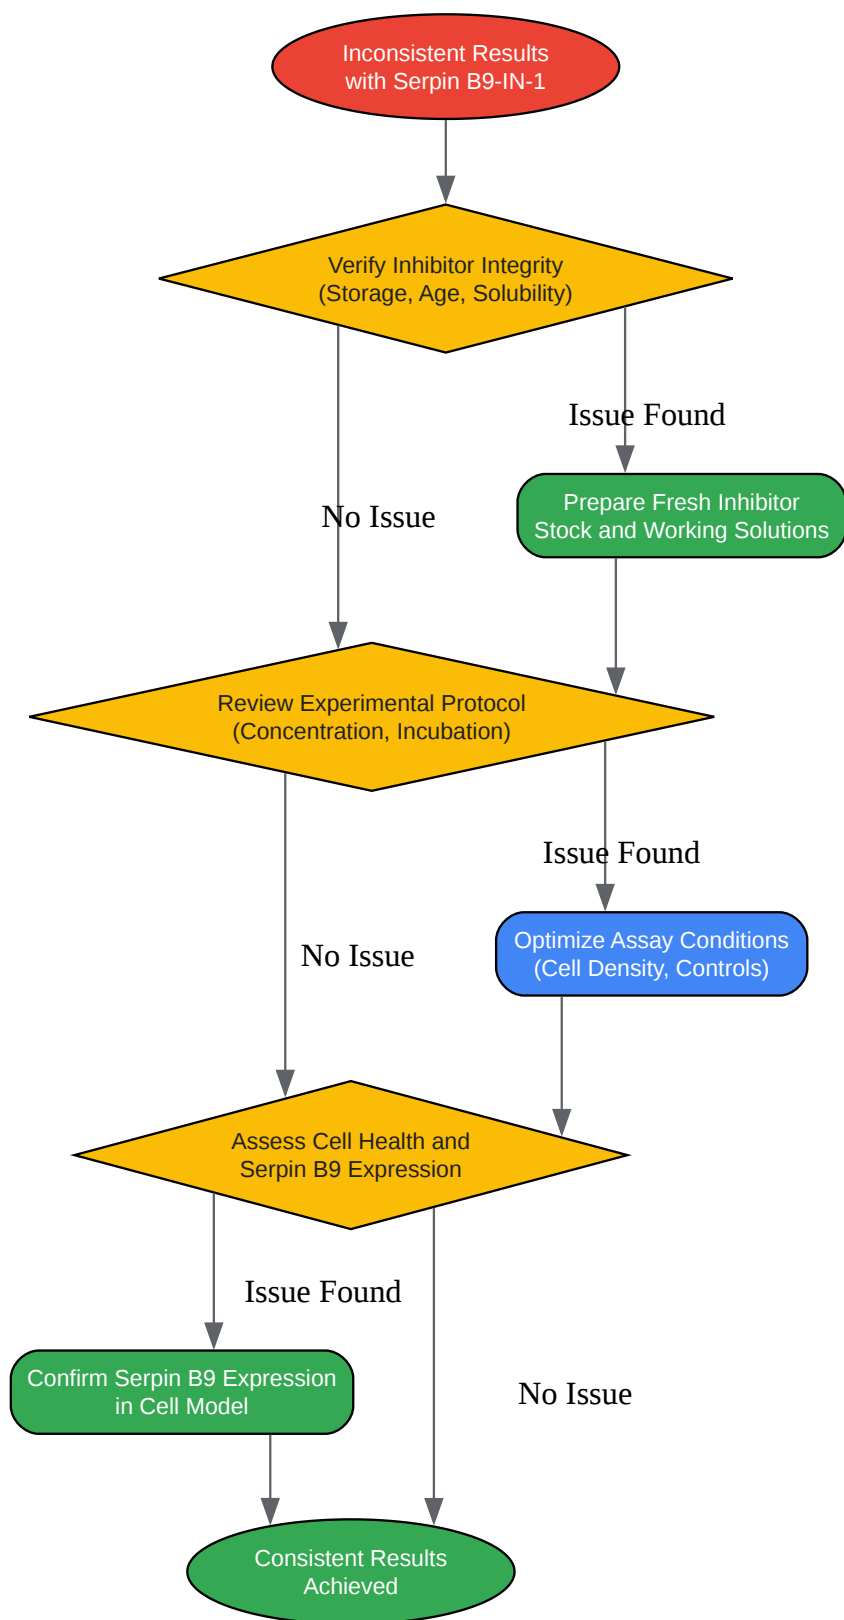 Inconsistent Results
with Serpin B9-IN-1
Verify Inhibitor Integrity
(Storage, Age, Solubility)
Issue Found
Prepare Fresh Inhibitor
Stock and Working Solutions
No Issue
Review Experimental Protocol
(Concentration, Incubation)
Issue Found
Optimize Assay Conditions
(Cell Density, Controls)
No Issue
Assess Cell Health and
Serpin B9 Expression
Issue Found
Confirm Serpin B9 Expression
in Cell Model
No Issue
Consistent Results
Achieved